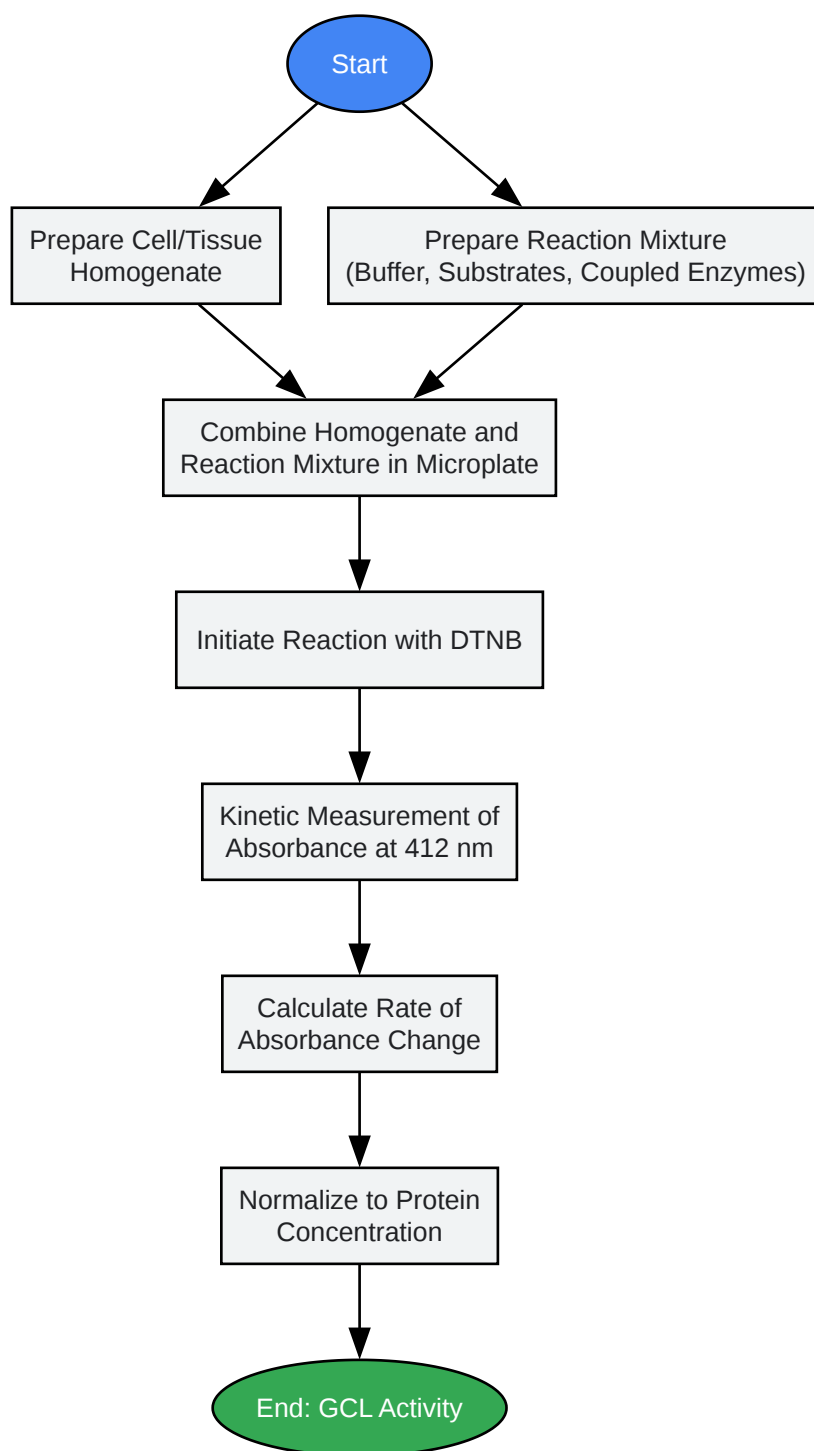 Start
Prepare Cell/Tissue
Homogenate
Prepare Reaction Mixture
(Buffer, Substrates, Coupled Enzymes)
Combine Homogenate and
Reaction Mixture in Microplate
Initiate Reaction with DTNB
Kinetic Measurement of
Absorbance at 412 nm
Calculate Rate of
Absorbance Change
Normalize to Protein
Concentration
End: GCL Activity